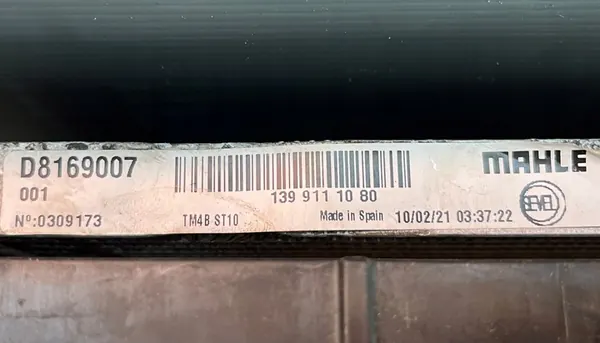 D8169007
001
Nº:0309173
139 911 10 80
TM4B ST10
Made in Spain
10/02/21 03:37:22
MAHLE
SEVEL